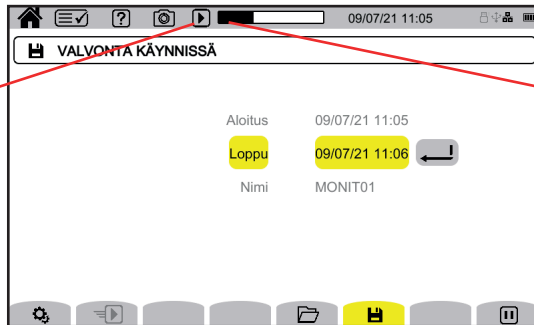 09/07/21 11:05
VALVONTA KÄYNNISSÄ
Aloitus 09/07/21 11:05
Loppu 09/07/21 11:06
Nimi MONIT01